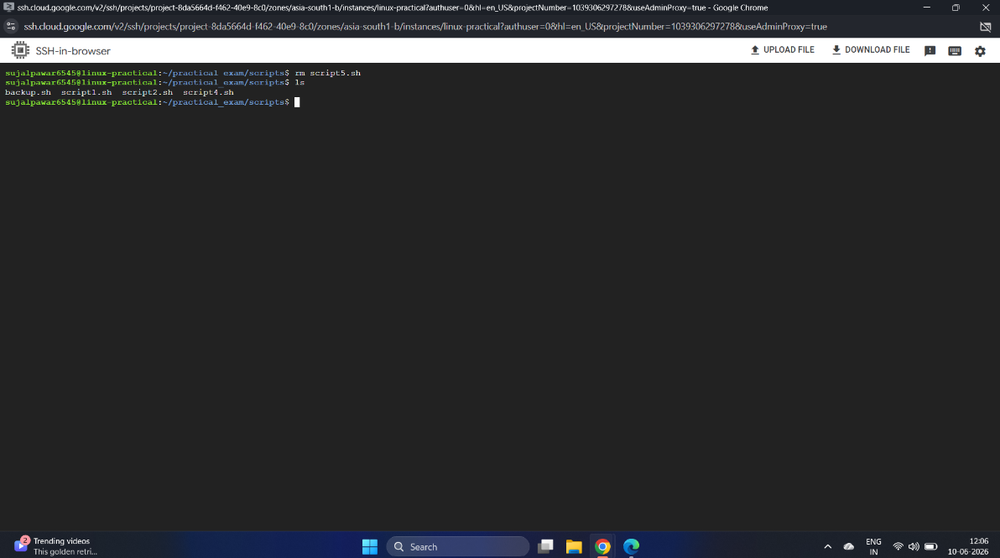 ssh.cloud.google.com/v2/ssh/projects/project-8da5664d-f462-40e9-8c0/zones/asia-south1-b/instances/linux-practical?authuser=0&hl=en_US&projectNumber=1039306297278&useAdminProxy=true - Google Chrome
ssh.cloud.google.com/v2/ssh/projects/project-8da5664d-f462-40e9-8c0/zones/asia-south1-b/instances/linux-practical?authuser=0&hl=en_US&projectNumber=1039306297278&useAdminProxy=true
SSH-in-browser UPLOAD FILE DOWNLOAD FILE
sujalpawar6545@linux-practical:~/practical_exam/scripts$ rm script5.sh
sujalpawar6545@linux-practical:~/practical_exam/scripts$ ls
backup.sh script1.sh script2.sh script4.sh
sujalpawar6545@linux-practical:~/practical_exam/scripts$
2 Trending videos
This golden retri...
Search
ENG
IN
12:06
10-06-2026